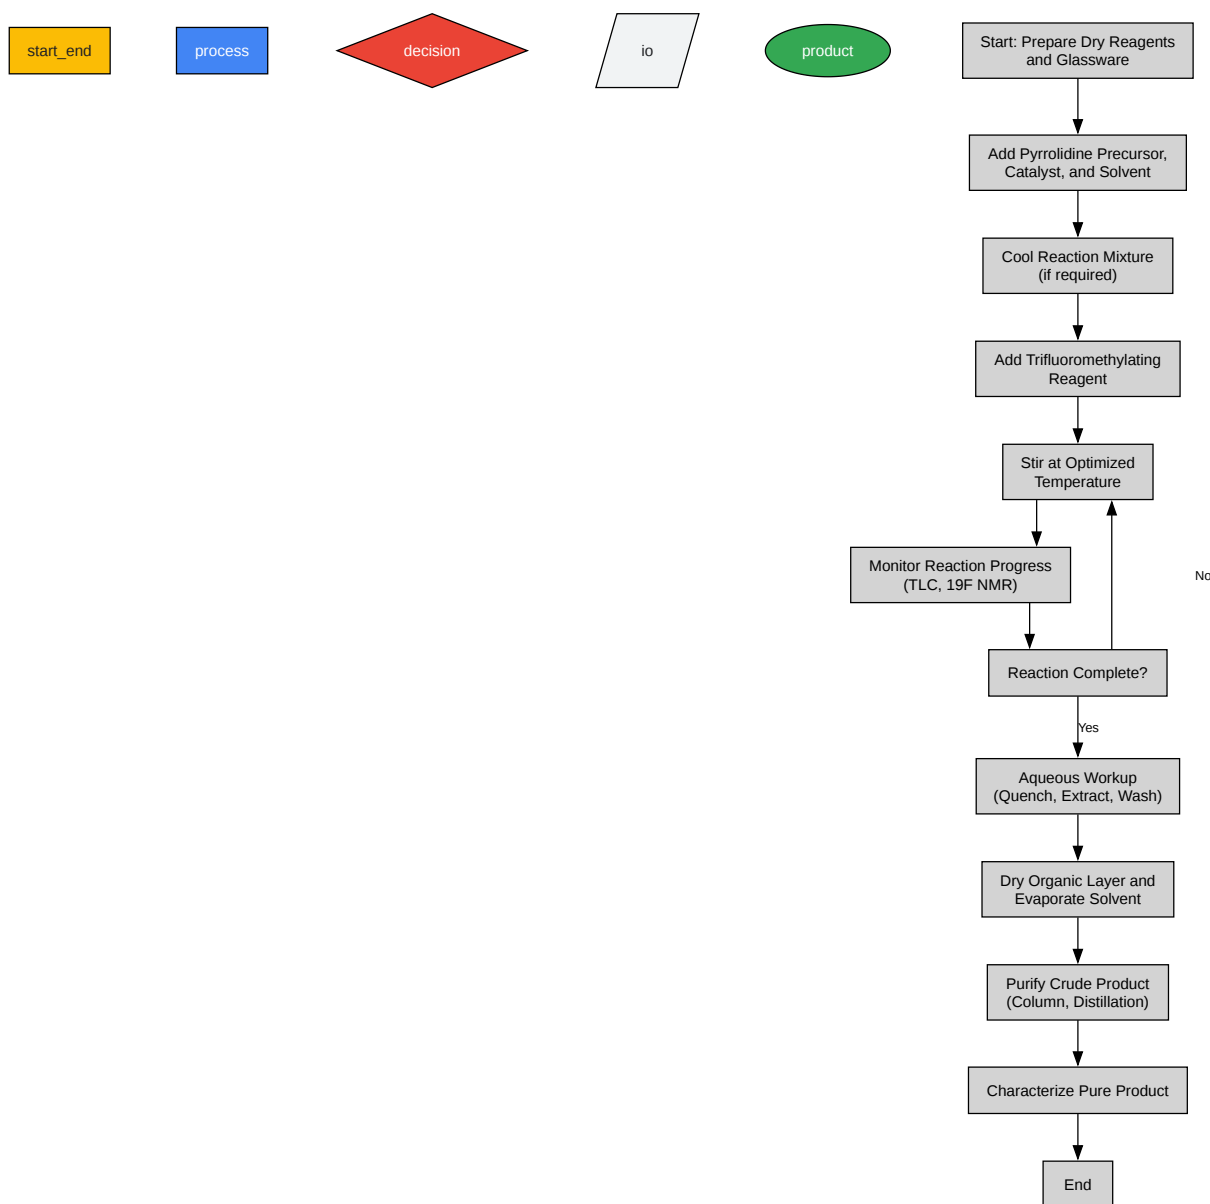 start_end
process
decision
io
product
Start: Prepare Dry Reagents
and Glassware
Add Pyrrolidine Precursor,
Catalyst, and Solvent
Cool Reaction Mixture
(if required)
Add Trifluoromethylating
Reagent
Stir at Optimized
Temperature
Monitor Reaction Progress
(TLC, 19F NMR)
No
Reaction Complete?
Yes
Aqueous Workup
(Quench, Extract, Wash)
Dry Organic Layer and
Evaporate Solvent
Purify Crude Product
(Column, Distillation)
Characterize Pure Product
End